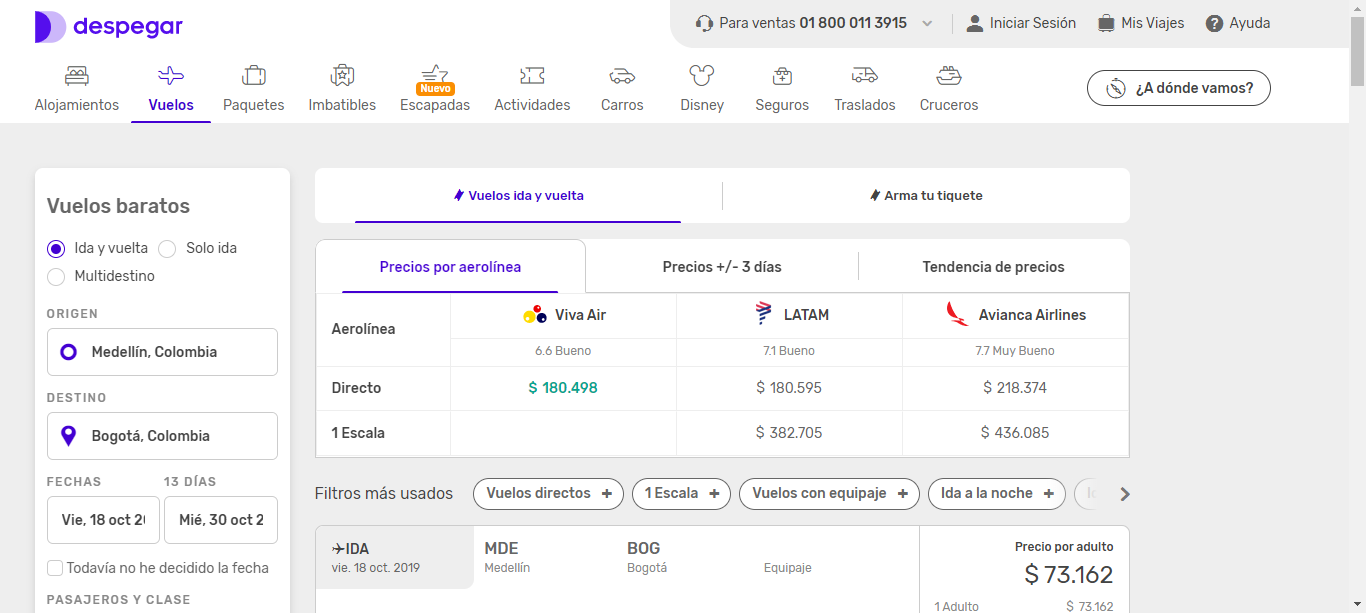 despegar
Para ventas 01 800 011 3915
Iniciar Sesión
Mis Viajes
Ayuda
Nuevo
Alojamientos
Vuelos
Paquetes
Imbatibles
Escapadas
Actividades
Carros
Disney
Seguros
Traslados
Cruceros
¿A dónde vamos?
Vuelos baratos
Ida y vuelta
Solo ida
Multidestino
ORIGEN
Medellín, Colombia
DESTINO
Bogotá, Colombia
FECHAS
13 DÍAS
Vie, 18 oct 2
Mié, 30 oct 2
Todavía no he decidido la fecha
PASAJEROS Y CLASE
Vuelos ida y vuelta
Arma tu tiquete
Precios por aerolínea
Precios +/- 3 días
Tendencia de precios
Aerolínea
Viva Air
LATAM
Avianca Airlines
6.6 Bueno
7.1 Bueno
7.7 Muy Bueno
Directo
$ 180.498
$ 180.595
$ 218.374
1 Escala
$ 382.705
$ 436.085
Filtros más usados
Vuelos directos +
1 Escala +
Vuelos con equipaje +
Ida a la noche +
IDA
vie. 18 oct. 2019
MDE
Medellín
BOG
Bogotá
Equipaje
Precio por adulto
$ 73.162
1 Adulto
$ 73.162